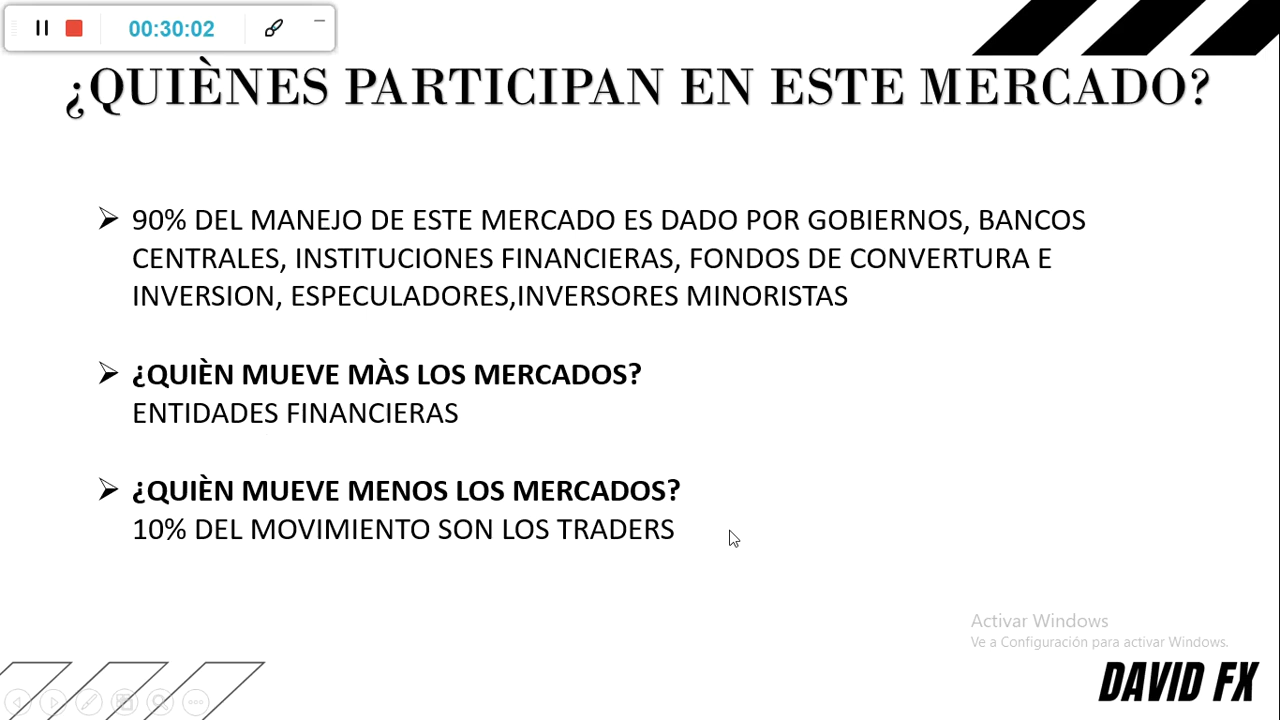 00:30:02
¿QUIÈNES PARTICIPAN EN ESTE MERCADO?
90% DEL MANEJO DE ESTE MERCADO ES DADO POR GOBIERNOS, BANCOS
CENTRALES, INSTITUCIONES FINANCIERAS, FONDOS DE CONVERTURA E
INVERSION, ESPECULADORES,INVERSORES MINORISTAS
¿QUIÈN MUEVE MÀS LOS MERCADOS?
ENTIDADES FINANCIERAS
¿QUIÈN MUEVE MENOS LOS MERCADOS?
10% DEL MOVIMIENTO SON LOS TRADERS
Activar Windows
Ve a Configuración para activar Windows.
DAVID FX